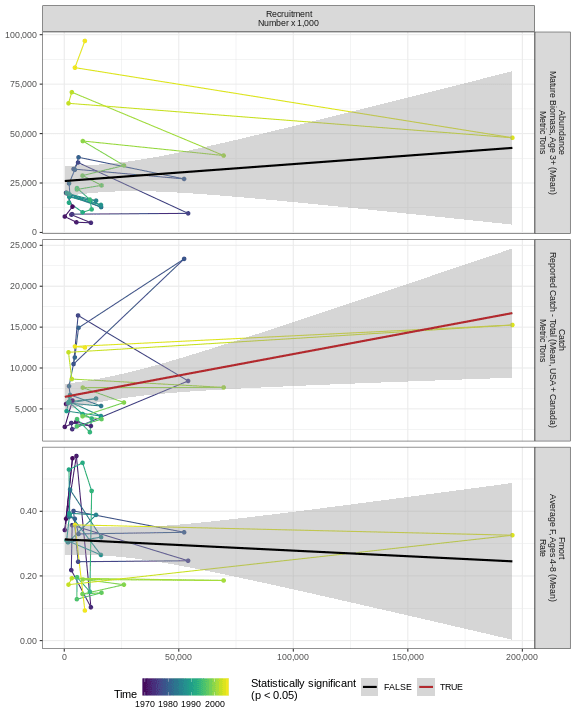 Recruitment
Number x 1,000
100,000
75,000
50,000
25,000
0
Abundance
Mature Biomass, Age 3+ (Mean)
Metric Tons
25,000
20,000
15,000
10,000
5,000
Catch
Reported Catch - Total (Mean, USA + Canada)
Metric Tons
0.40
0.20
0.00
Fmort
Average F, Ages 4-8 (Mean)
Rate
0
50,000
100,000
150,000
200,000
Time
1970 1980 1990 2000
Statistically significant
(p < 0.05)
FALSE
TRUE